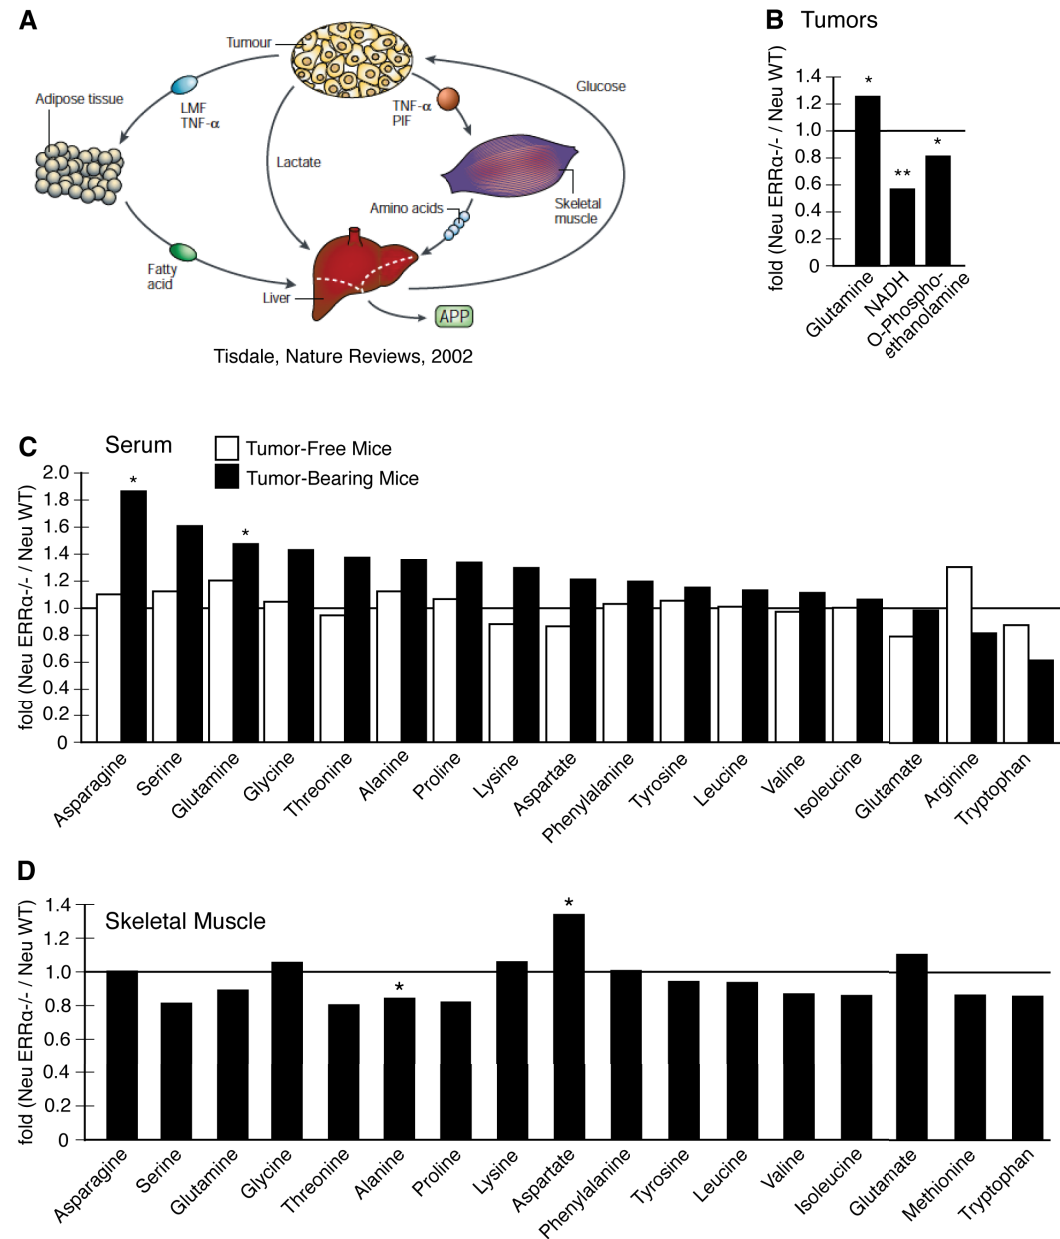 A
Tumour
Adipose tissue
LMF
TNF-α
TNF-α
PIF
Glucose
Lactate
Amino acids
Skeletal
muscle
Fatty
acid
Liver
APP
Tisdale, Nature Reviews, 2002
B Tumors
fold (Neu ERRα-/- / Neu WT)
1.4
1.2
1.0
0.8
0.6
0.4
0.2
0
*
**
*
Glutamine
NADH
O-Phospho-
ethanolamine
C
Serum
Tumor-Free Mice
Tumor-Bearing Mice
fold (Neu ERRα-/- / Neu WT)
2.0
1.8
1.6
1.4
1.2
1.0
0.8
0.6
0.4
0.2
0
*
*
Asparagine
Serine
Glutamine
Glycine
Threonine
Alanine
Proline
Lysine
Aspartate
Phenylalanine
Tyrosine
Leucine
Valine
Isoleucine
Glutamate
Arginine
Tryptophan
D
Skeletal Muscle
fold (Neu ERRα-/- / Neu WT)
1.4
1.2
1.0
0.8
0.6
0.4
0.2
0
*
*
Asparagine
Serine
Glutamine
Glycine
Threonine
Alanine
Proline
Lysine
Aspartate
Phenylalanine
Tyrosine
Leucine
Valine
Isoleucine
Glutamate
Methionine
Tryptophan